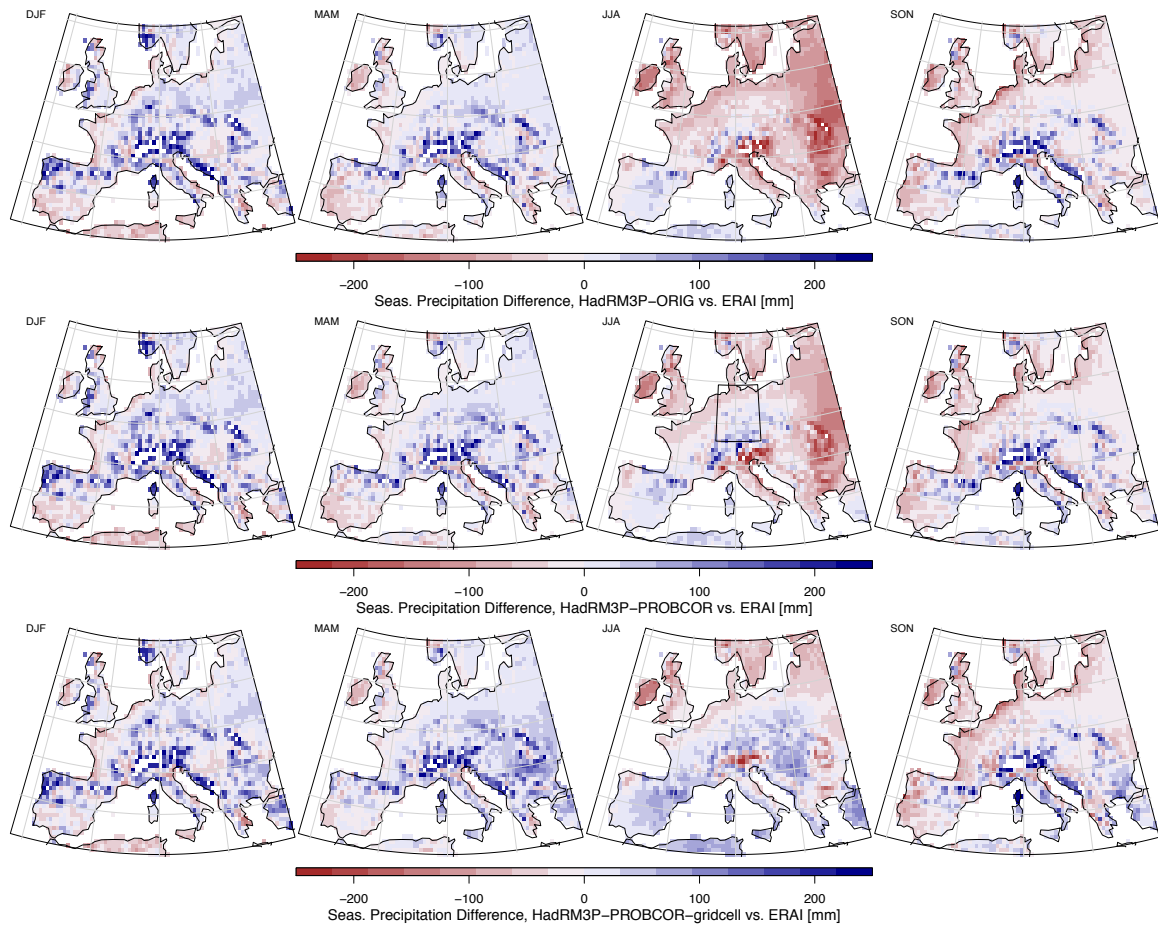 DJF MAM JJA SON
−200 −100 0 100 200
Seas. Precipitation Difference, HadRM3P−ORIG vs. ERAI [mm]
DJF MAM JJA SON
−200 −100 0 100 200
Seas. Precipitation Difference, HadRM3P−PROBCOR vs. ERAI [mm]
DJF MAM JJA SON
−200 −100 0 100 200
Seas. Precipitation Difference, HadRM3P−PROBCOR−gridcell vs. ERAI [mm]